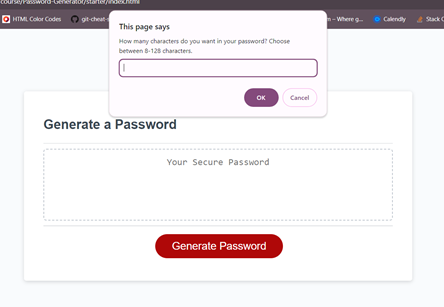 course/Password-Generator/starter/index.html
HTML Color Codes
git-cheat-s
n – Where g...
Calendly
Stack O
This page says
How many characters do you want in your password? Choose
between 8-128 characters.
OK
Cancel
Generate a Password
Your Secure Password
Generate Password